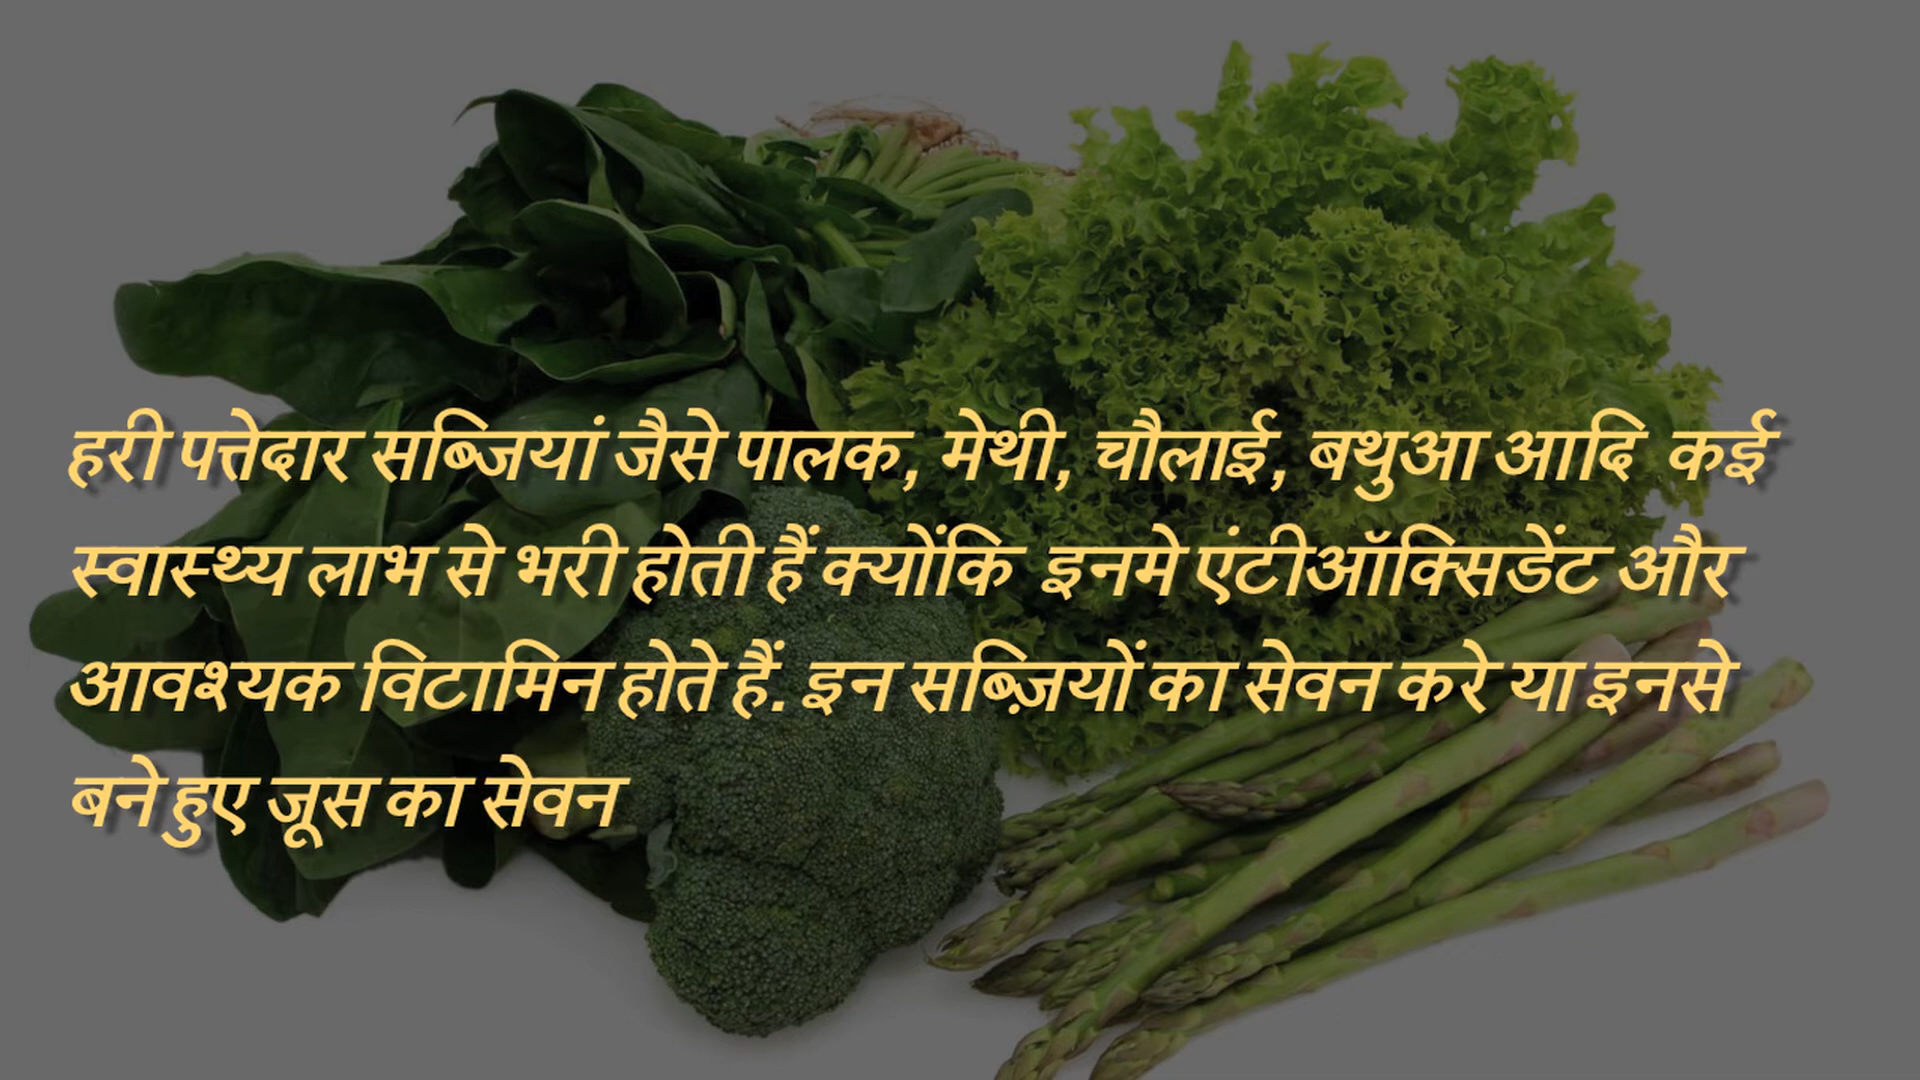 हरी पत्तेदार सब्जियां जैसे पालक, मेथी, चौलाई, बथुआ आदि कई
स्वास्थ्य लाभ से भरी होती हैं क्योंकि इनमे एंटीऑक्सिडेंट और
आवश्यक विटामिन होते हैं. इन सब्ज़ियों का सेवन करे या इनसे
बने हुए जूस का सेवन